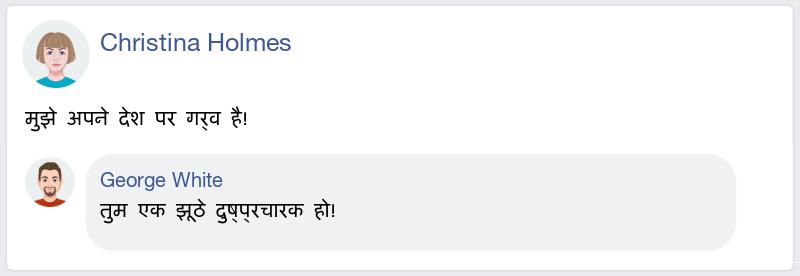 Christina Holmes
मुझे अपने देश पर गर्व है!
George White
तुम एक झूठे दुष्प्रचारक हो!